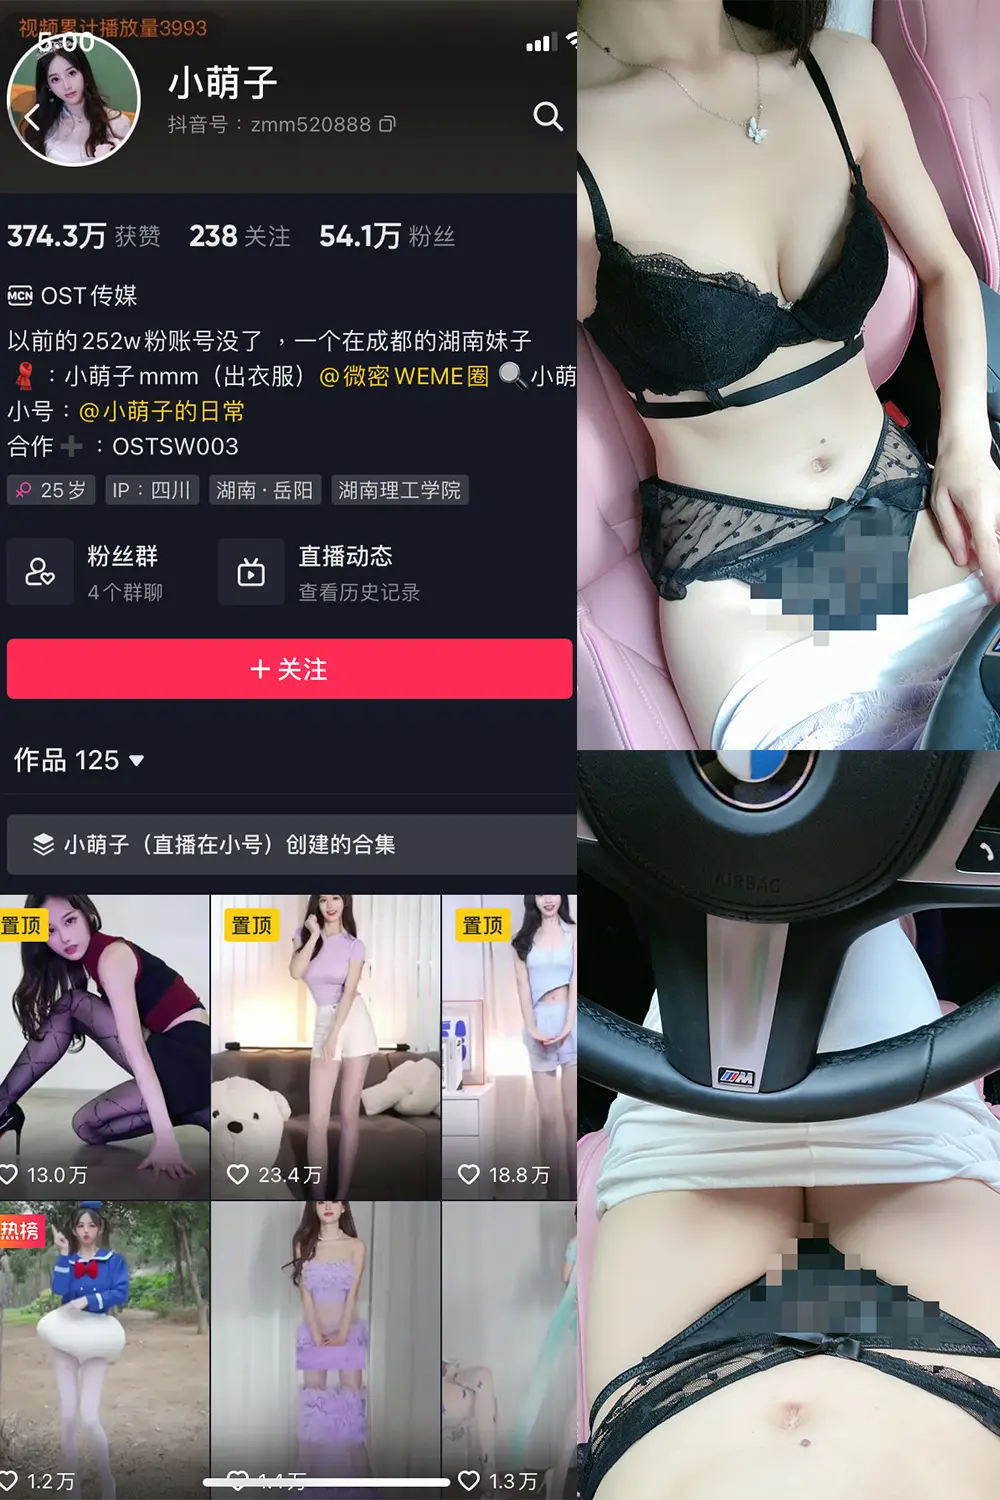 视频累计播放量3993
5:00
小萌子
抖音号：zmm520888
374.3万 获赞 238 关注 54.1万 粉丝
MCN OST传媒
以前的252w粉账号没了，一个在成都的湖南妹子
：小萌子mmm（出衣服）@微密WEME圈 小萌
小号：@小萌子的日常
合作 ：OSTSW003
25岁 IP：四川 湖南·岳阳 湖南理工学院
粉丝群 直播动态
4个群聊 查看历史记录
+ 关注
作品 125
小萌子（直播在小号）创建的合集
置顶 置顶 置顶
13.0万 23.4万 18.8万
热榜
1.2万 1.4万 1.3万
AIRBAG
M